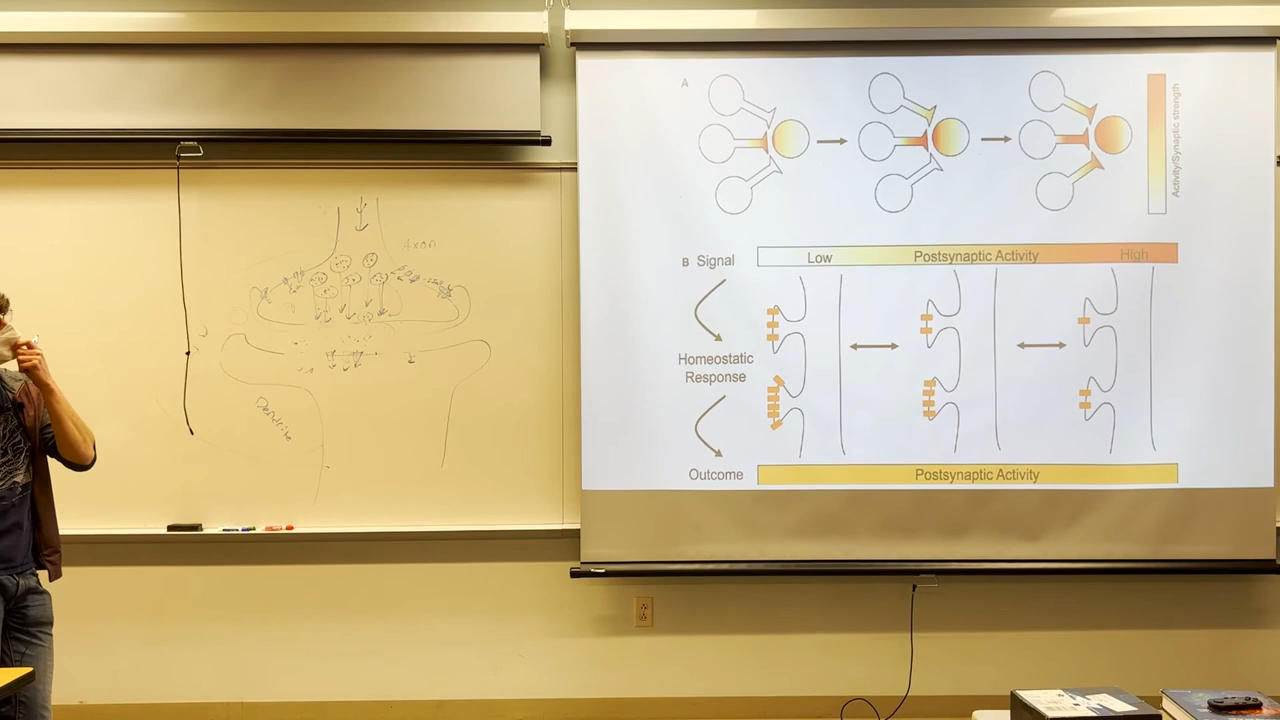 Axon
Dendrite
A
Activity/Synaptic strength
B Signal
Low Postsynaptic Activity High
Homeostatic
Response
Outcome
Postsynaptic Activity